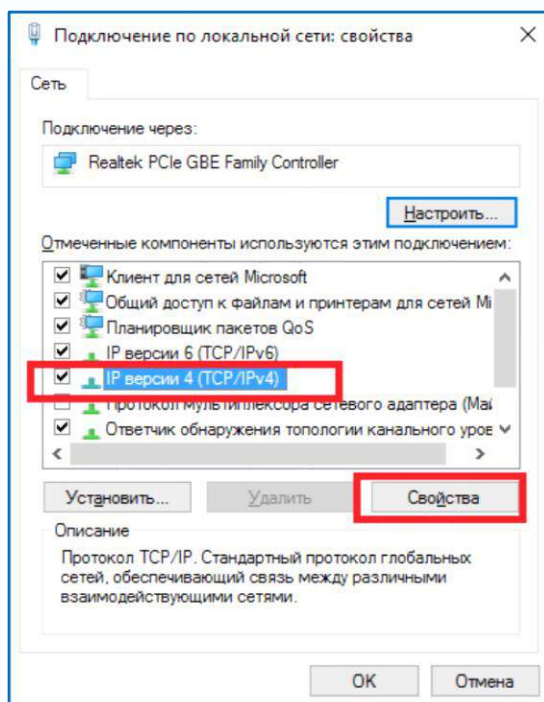 Подключение по локальной сети: свойства
Сеть
Подключение через:
Realtek PCIe GBE Family Controller
Настроить...
Отмеченные компоненты используются этим подключением:
Клиент для сетей Microsoft
Общий доступ к файлам и принтерам для сетей Mi
Планировщик пакетов QoS
IP версии 6 (TCP/IPv6)
IP версии 4 (TCP/IPv4)
Протокол мультиплексора сетевого адаптера (Май
Ответчик обнаружения топологии канального уров
Установить...
Удалить
Свойства
Описание
Протокол TCP/IP. Стандартный протокол глобальных
сетей, обеспечивающий связь между различными
взаимодействующими сетями.
OK
Отмена